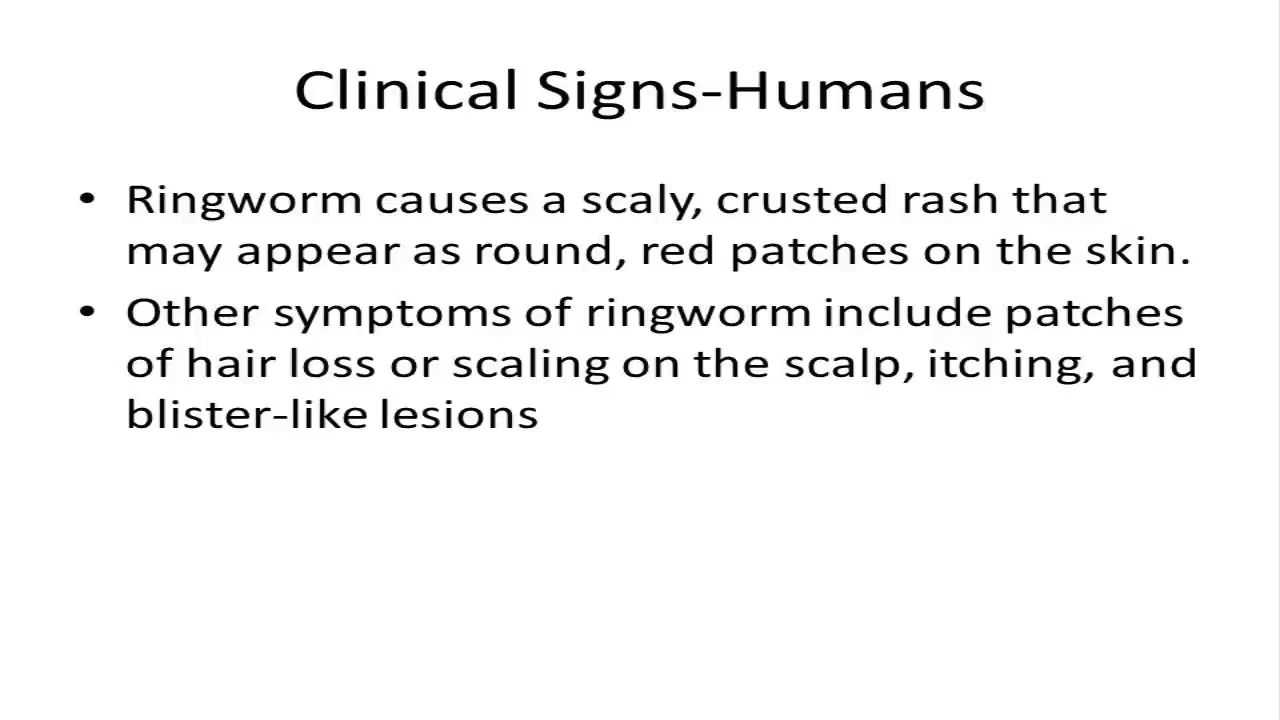 Clinical Signs-Humans
• Ringworm causes a scaly, crusted rash that
may appear as round, red patches on the skin.
• Other symptoms of ringworm include patches
of hair loss or scaling on the scalp, itching, and
blister-like lesions